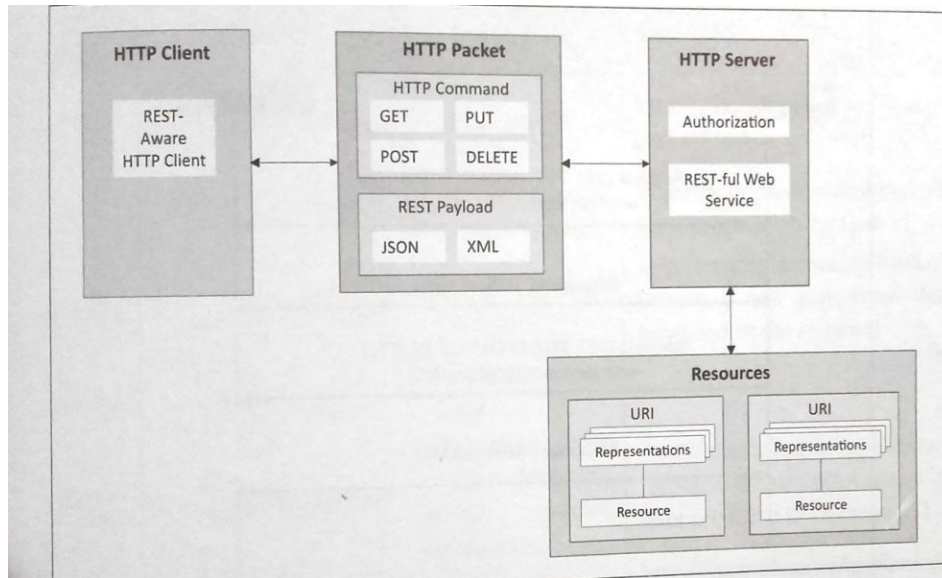 HTTP Client
REST-
Aware
HTTP Client
HTTP Packet
HTTP Command
GET
PUT
POST
DELETE
REST Payload
JSON
XML
HTTP Server
Authorization
REST-ful Web
Service
Resources
URI
Representations
Resource
URI
Representations
Resource